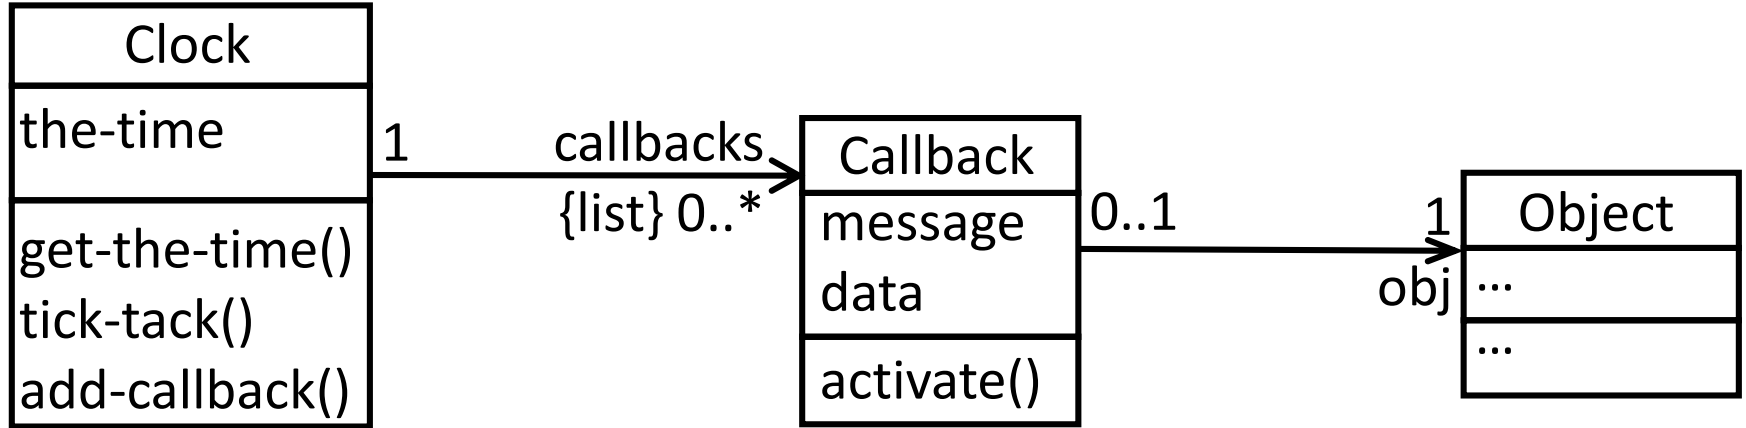 Clock
the-time
get-the-time()
tick-tack()
add-callback()
1
callbacks
{list} 0..*
Callback
message
data
activate()
0..1
1
obj
Object
...
...